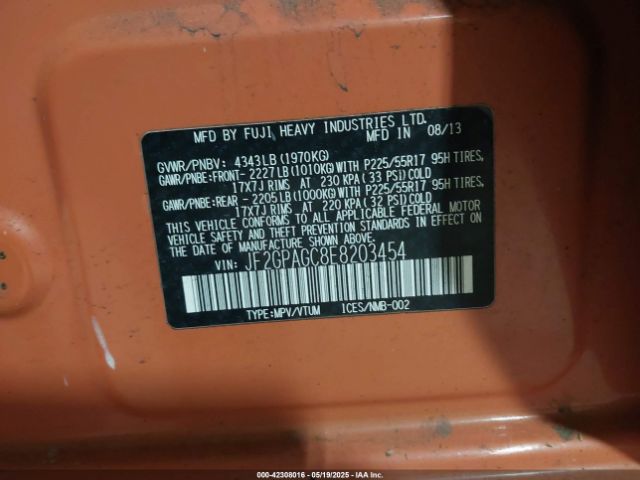 MFD BY FUJI HEAVY INDUSTRIES LTD.
MFD IN 08/13
GVWR/PNBV: 4343LB(1970KG)
GAWR/PNBE:FRONT- 2227LB(1010KG)WITH P225/55R17 95H TIRES,
17X7J RIMS AT 230 KPA(33 PSI)COLD
GAWR/PNBE:REAR - 2205LB(1000KG)WITH P225/55R17 95H TIRES,
17X7J RIMS AT 220 KPA(32 PSI)COLD
THIS VEHICLE CONFORMS TO ALL APPLICABLE FEDERAL MOTOR
VEHICLE SAFETY AND BUMPER STANDARDS IN EFFECT ON
THE DATE OF MANUFACTURE SHOWN ABOVE.
VIN: JF2GPAGC8E8203454
TYPE:MPV/VTUM ICES/NMB-002
000-42308016 - 05/19/2025 - IAA Inc.